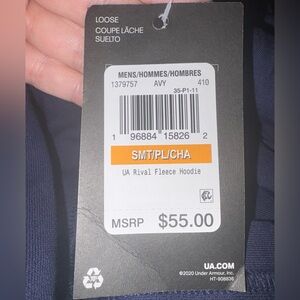 LOOSE
COUPE LÂCHE
SUELTO
MENS/HOMMES/HOMBRES
1379757 AVY 410
35-P1-11
1 96884 15826 2
SMT/PL/CHA
UA Rival Fleece Hoodie
MSRP $55.00
UA.COM
©2020 Under Armour, Inc.
HT-908836